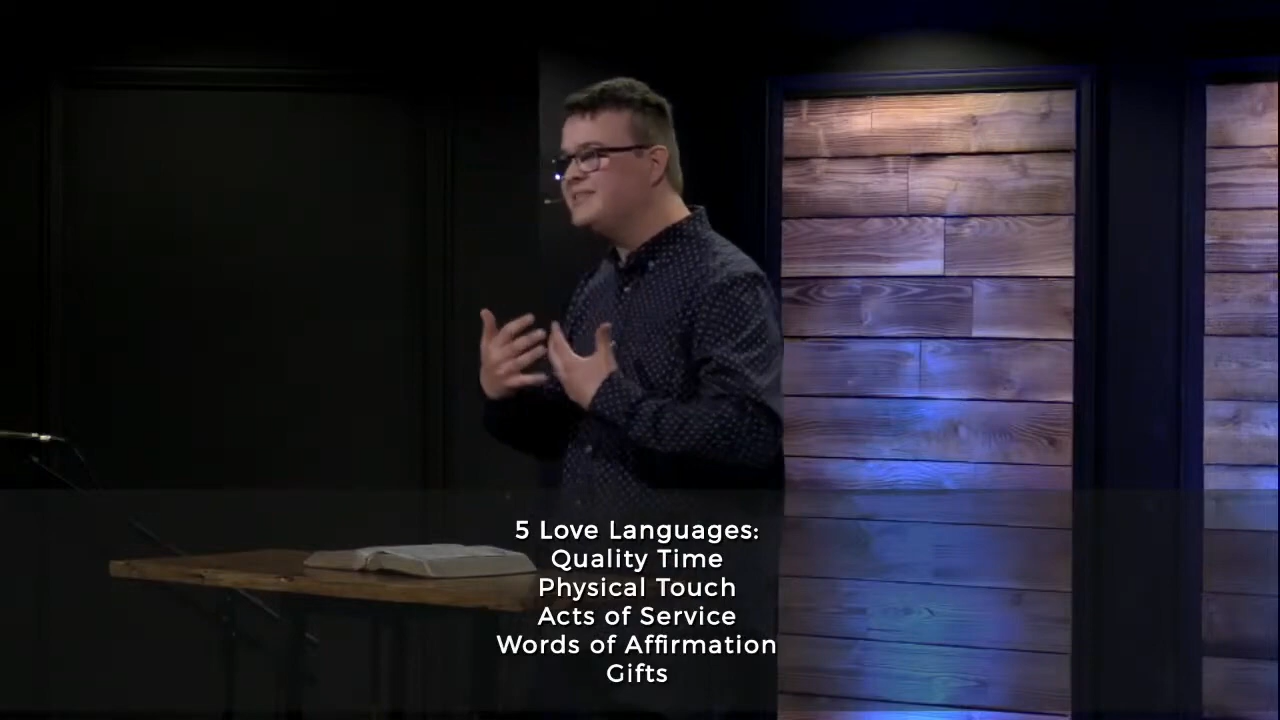 5 Love Languages:
Quality Time
Physical Touch
Acts of Service
Words of Affirmation
Gifts